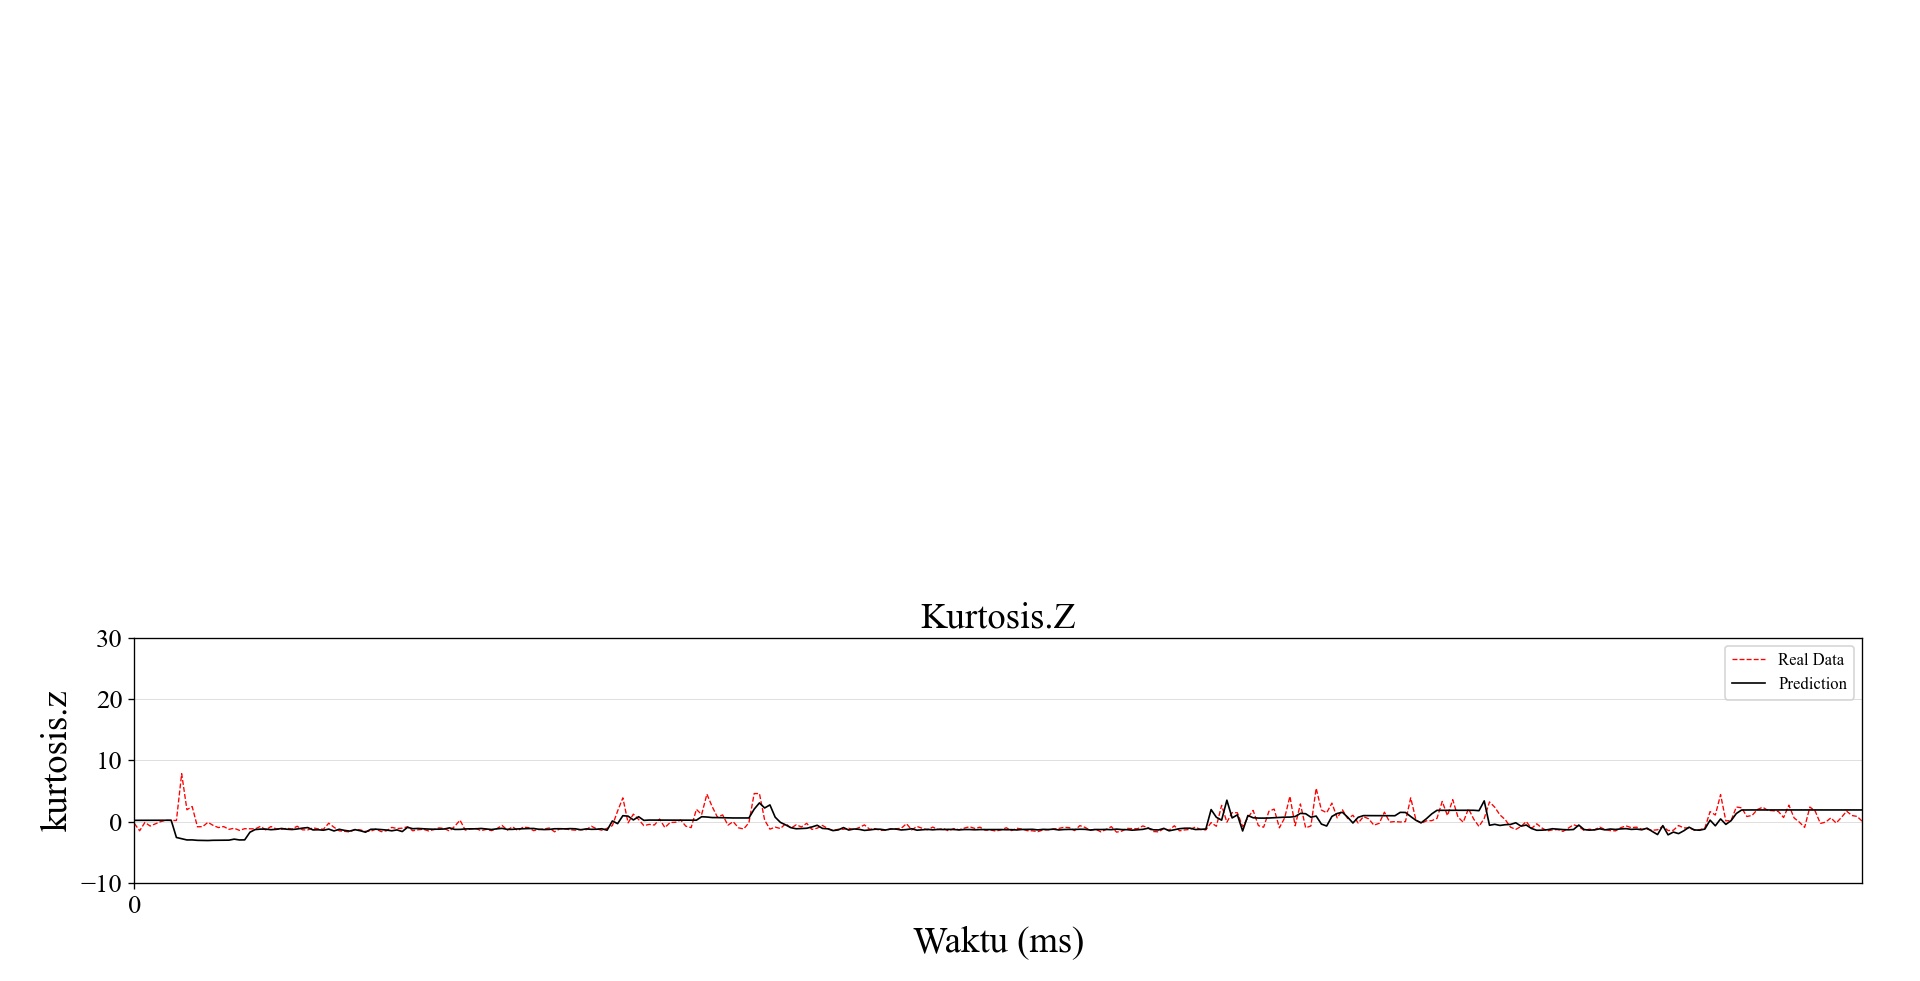 Kurtosis.Z
30
20
10
0
−10
kurtosis.z
Real Data
Prediction
0
Waktu (ms)